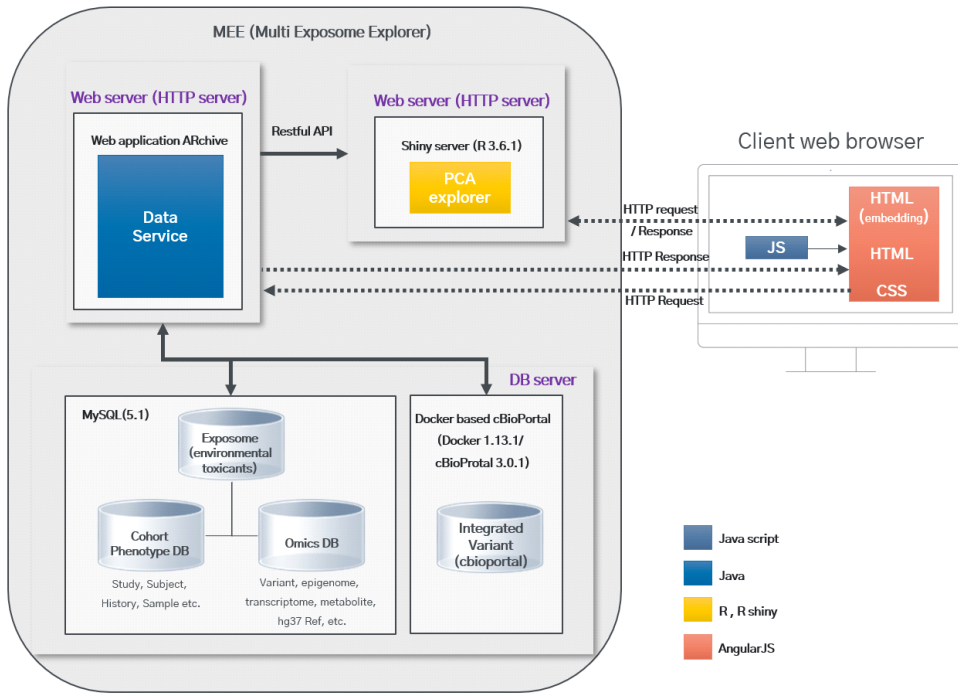 MEE (Multi Exposome Explorer)
Web server (HTTP server)
Web application ARchive
Data
Service
Restful API
Web server (HTTP server)
Shiny server (R 3.6.1)
PCA
explorer
Client web browser
HTTP request
/ Response
HTTP Response
HTTP Request
JS
HTML
(embedding)
HTML
CSS
DB server
MySQL(5.1)
Exposome
(environmental
toxicants)
Cohort
Phenotype DB
Study, Subject,
History, Sample etc.
Omics DB
Variant, epigenome,
transcriptome, metabolite,
hg37 Ref, etc.
Docker based cBioPortal
(Docker 1.13.1/
cBioProtal 3.0.1)
Integrated
Variant
(cbioportal)
Java script
Java
R , R shiny
AngularJS